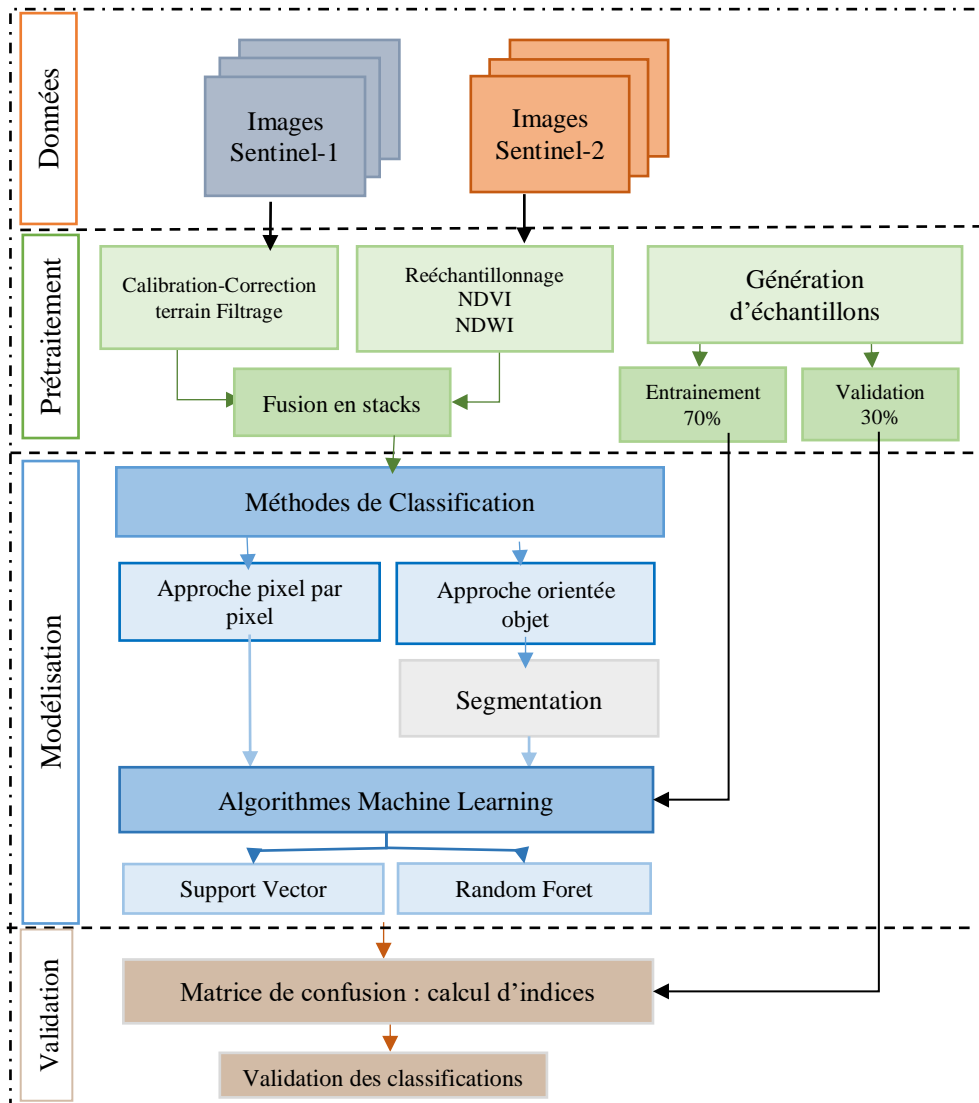 Données
Images
Sentinel-1
Images
Sentinel-2
Prétraitement
Calibration-Correction
terrain Filtrage
Reéchantillonnage
NDVI
NDWI
Génération
d’échantillons
Fusion en stacks
Entrainement
70%
Validation
30%
Modélisation
Méthodes de Classification
Approche pixel par
pixel
Approche orientée
objet
Segmentation
Algorithmes Machine Learning
Support Vector
Random Foret
Validation
Matrice de confusion : calcul d’indices
Validation des classifications